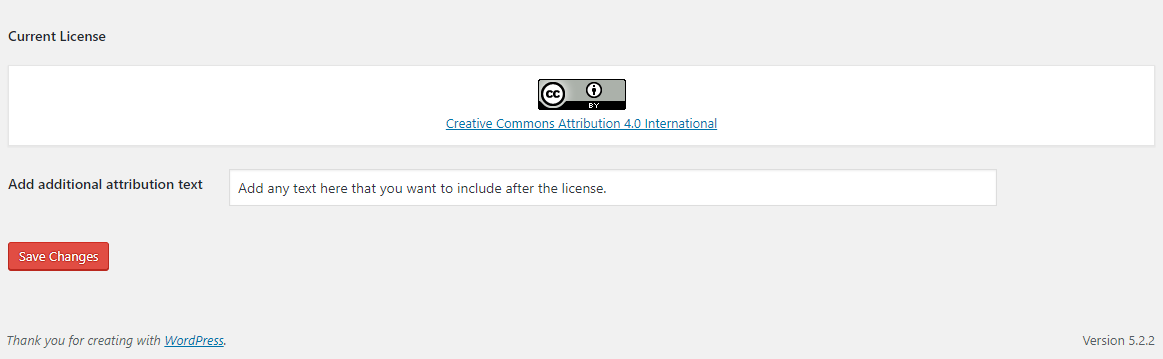 Current License
cc
BY
Creative Commons Attribution 4.0 International
Add additional attribution text
Add any text here that you want to include after the license.
Save Changes
Thank you for creating with WordPress.
Version 5.2.2